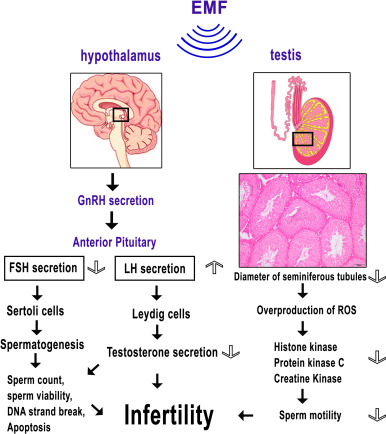 EMF
hypothalamus
testis
GnRH secretion
Anterior Pituitary
FSH secretion
LH secretion
Diameter of seminiferous tubules
Sertoli cells
Leydig cells
Overproduction of ROS
Spermatogenesis
Testosterone secretion
Histone kinase
Protein kinase C
Creatine Kinase
Sperm count,
sperm viability,
DNA strand break,
Apoptosis
Infertility
Sperm motility